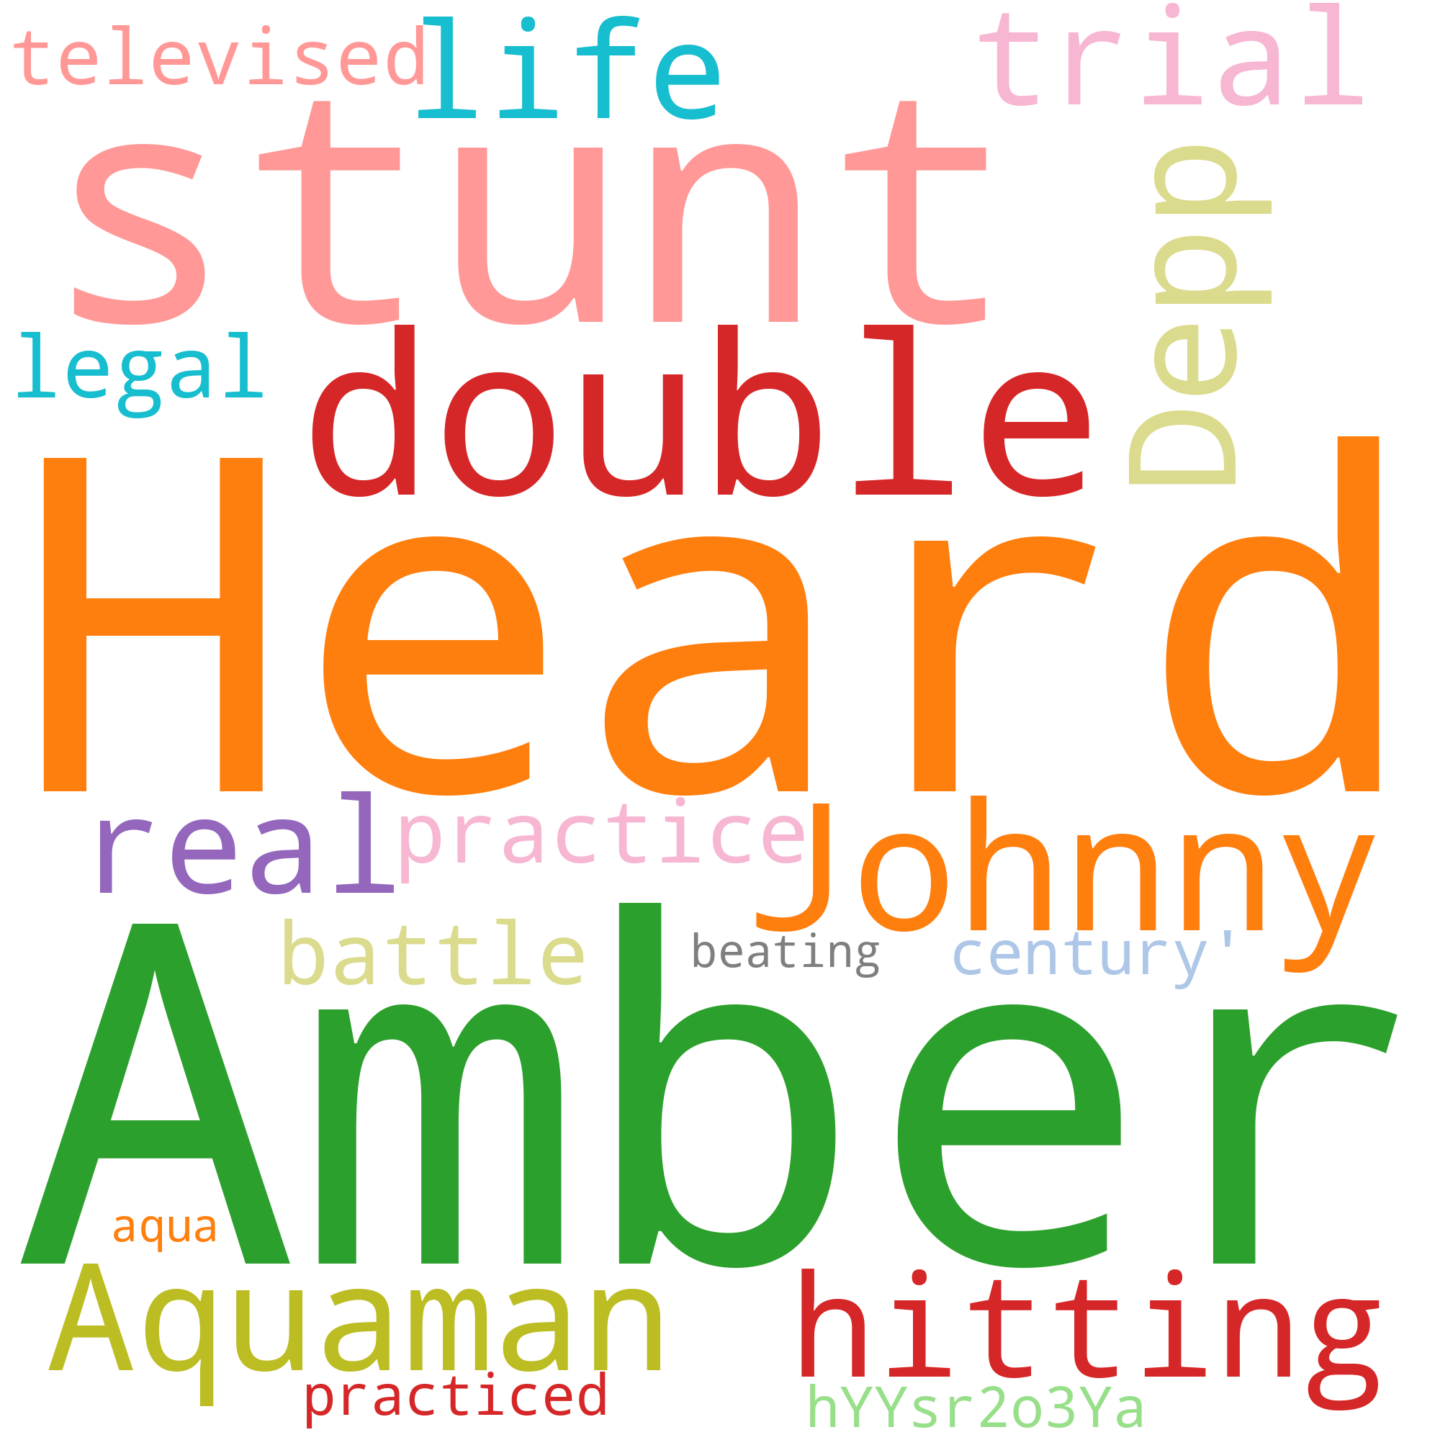 televised
life
trial
stunt
Depp
legal
double
Heard
real
practice
Johnny
battle
beating
century'
Amber
aqua
Aquaman
hitting
practiced
hYYsr2o3Ya